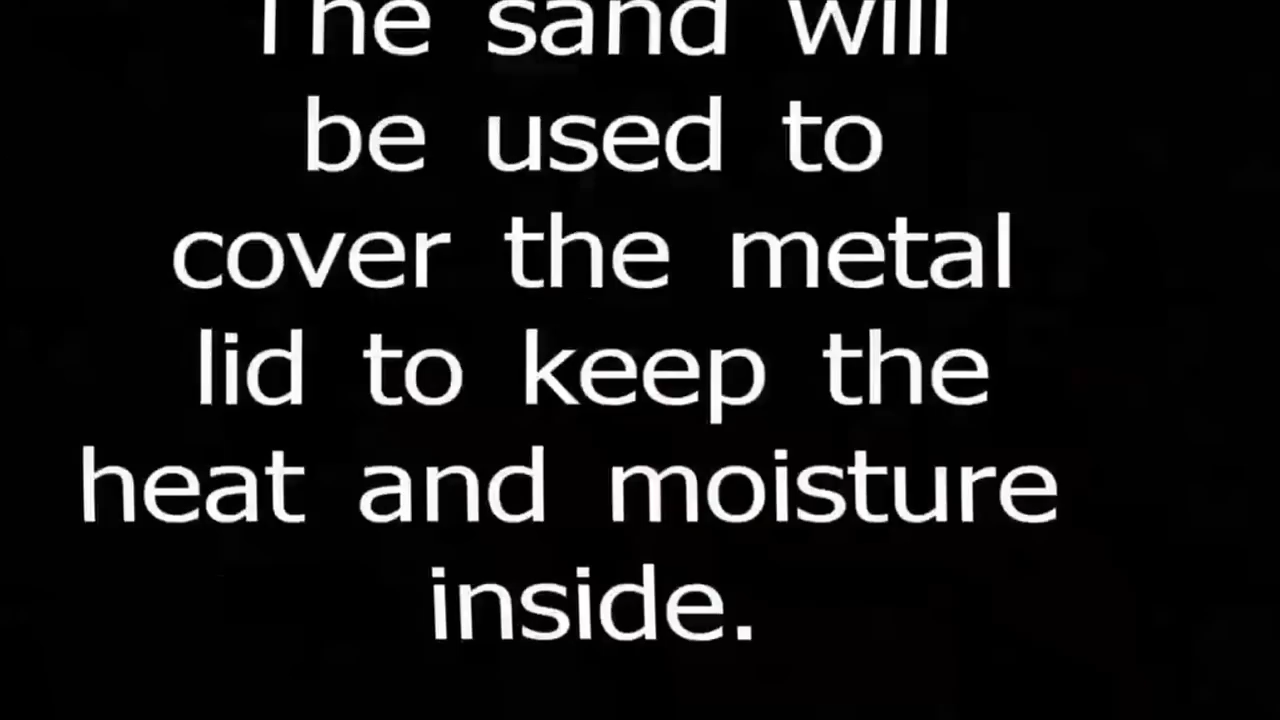 The sand will
be used to
cover the metal
lid to keep the
heat and moisture
inside.